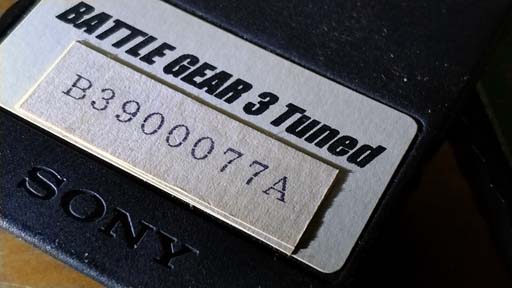 BATTLE GEAR 3 Tuned
B3900077A
SONY